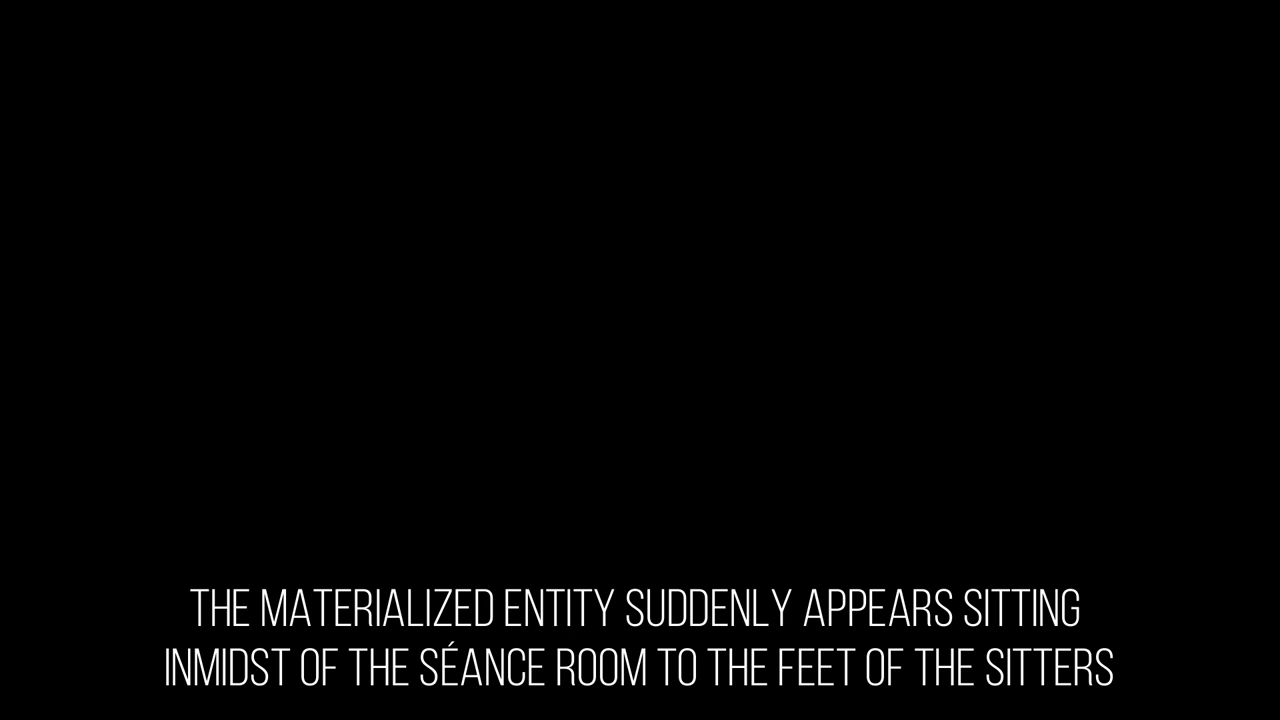 THE MATERIALIZED ENTITY SUDDENLY APPEARS SITTING
INMIDST OF THE SÉANCE ROOM TO THE FEET OF THE SITTERS